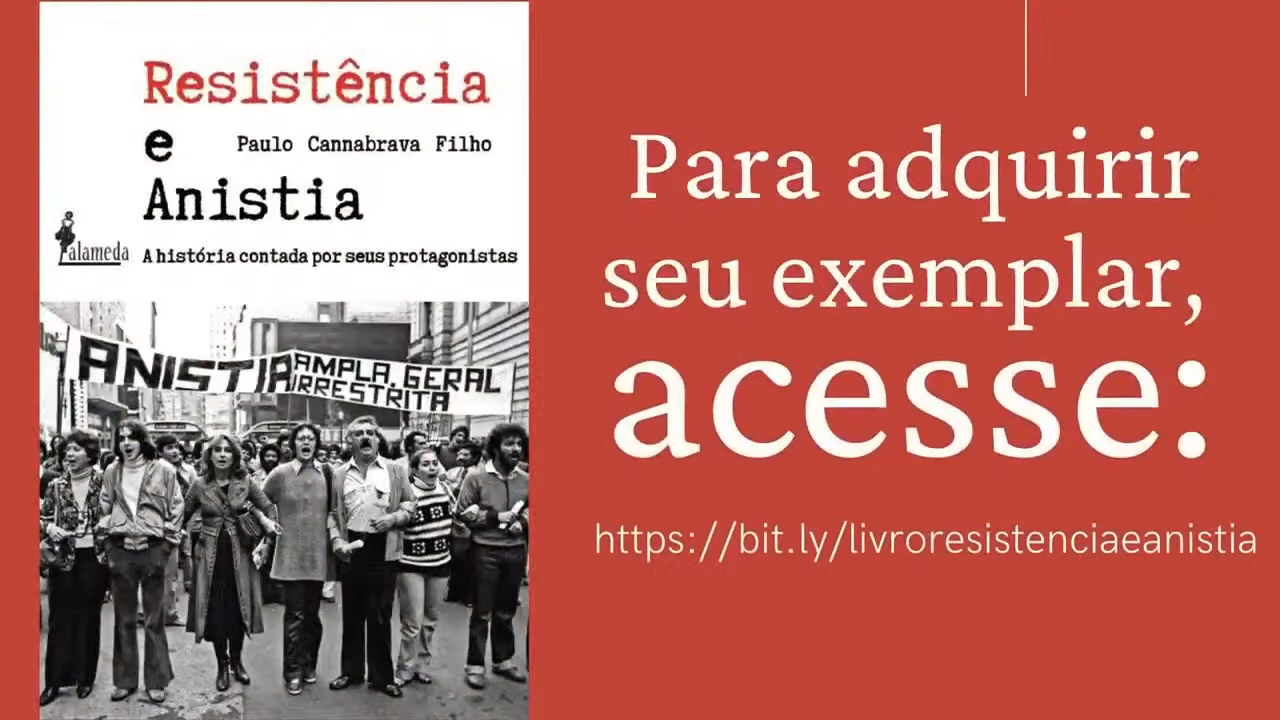 Resistência
e
Paulo Cannabrava Filho
Anistia
alameda
A história contada por seus protagonistas
ANISTIA AMPLA, GERAL
IRRESTRITA
Para adquirir
seu exemplar,
acesse:
https://bit.ly/livroresistenciaeanistia